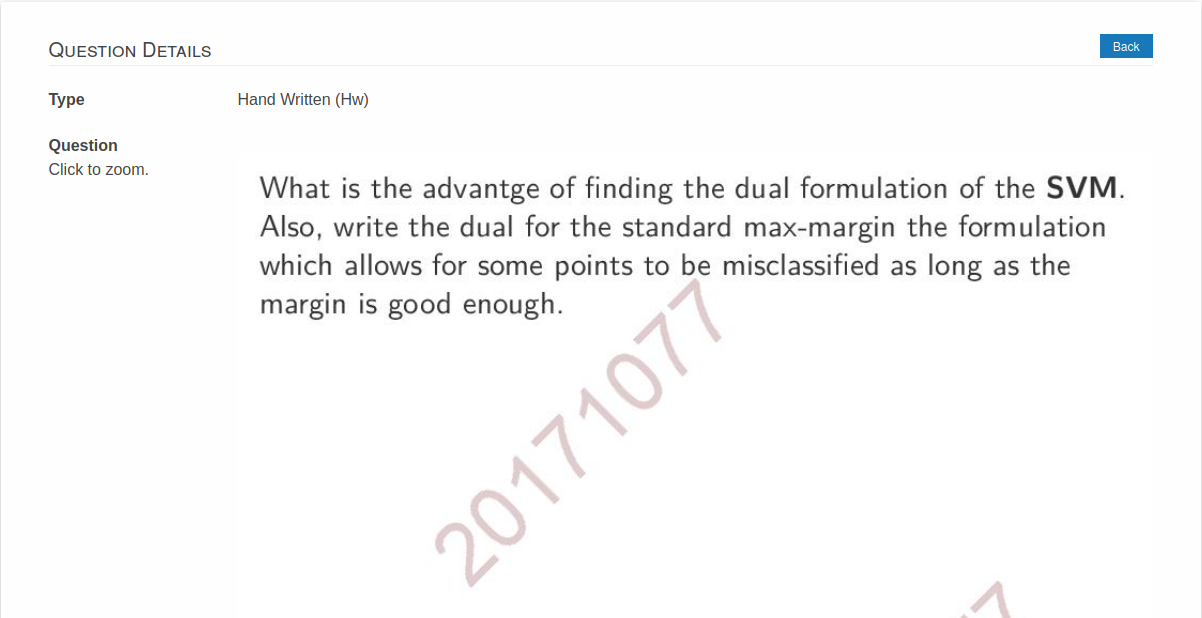 Question Details
Back
Type
Hand Written (Hw)
Question
Click to zoom.
What is the advantge of finding the dual formulation of the SVM.
Also, write the dual for the standard max-margin the formulation
which allows for some points to be misclassified as long as the
margin is good enough.
20171077